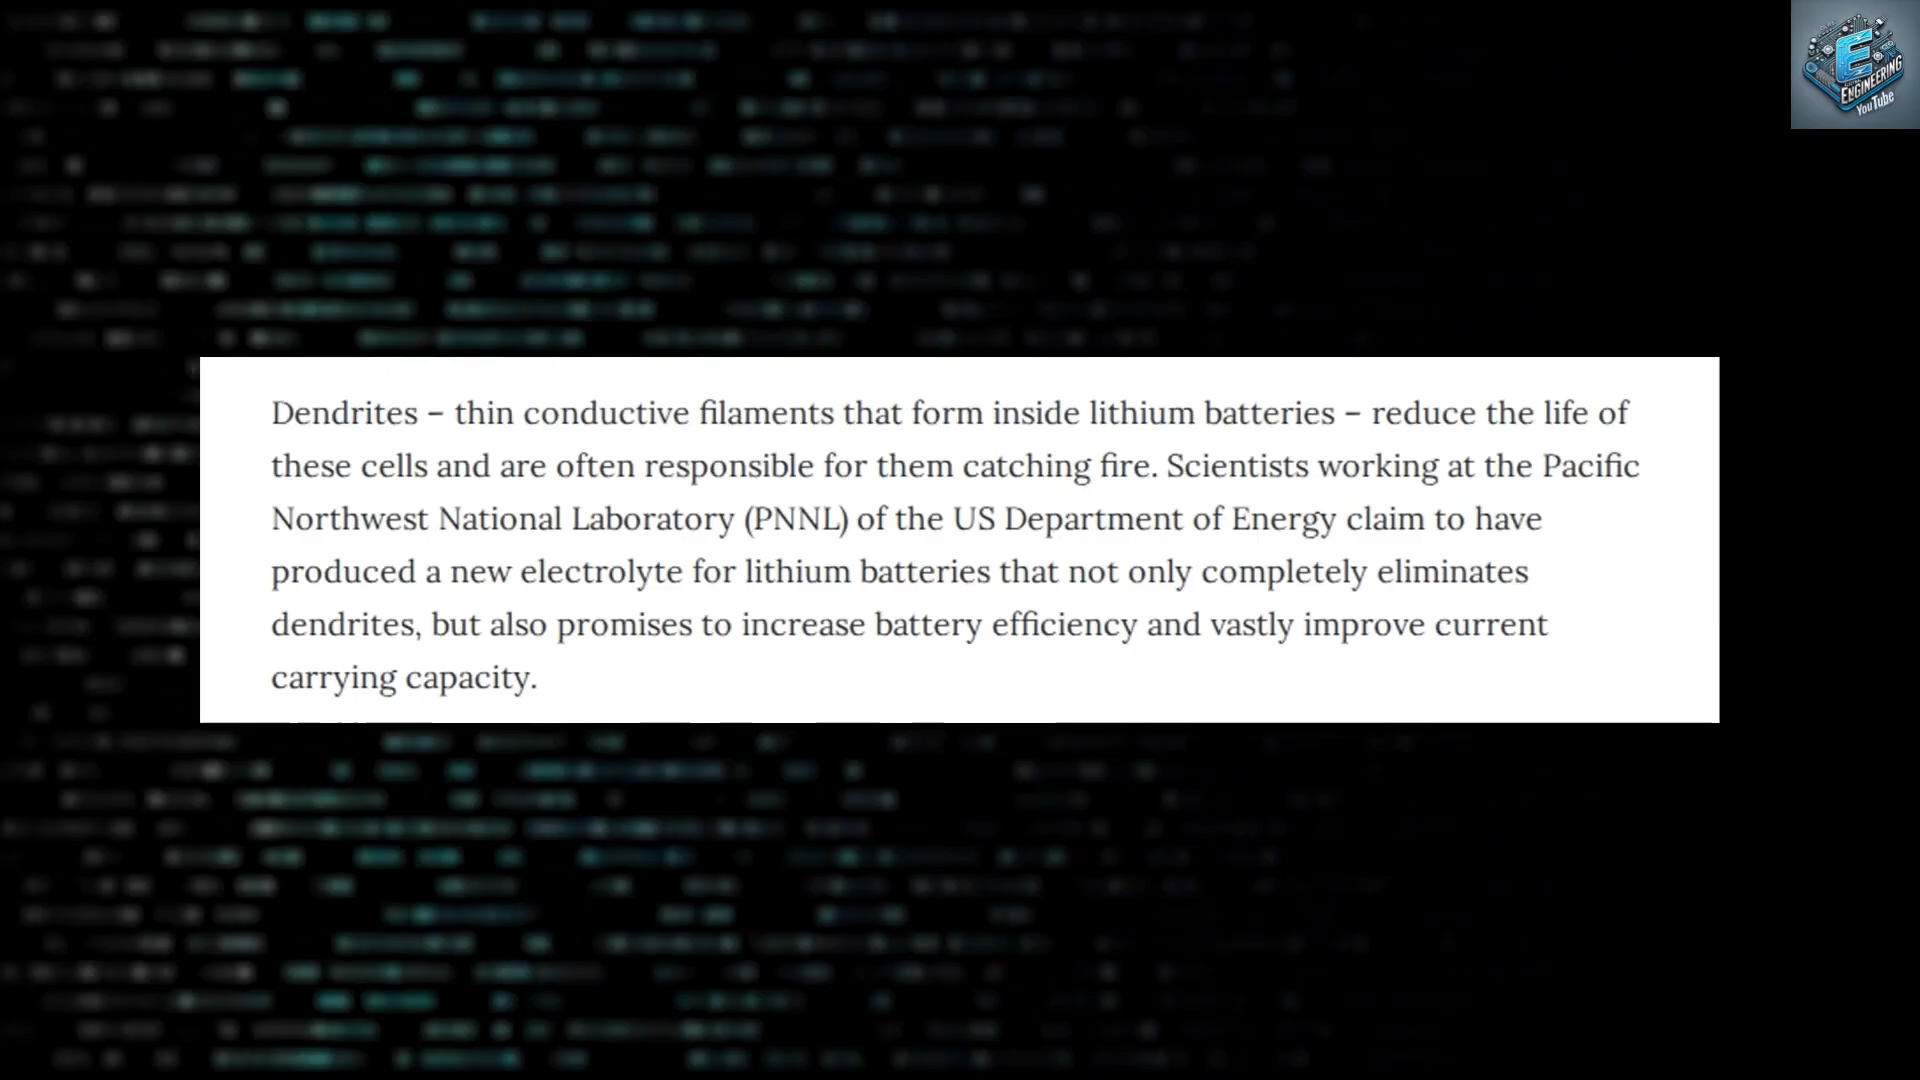 E
ENGINEERING
YouTube
Dendrites – thin conductive filaments that form inside lithium batteries – reduce the life of
these cells and are often responsible for them catching fire. Scientists working at the Pacific
Northwest National Laboratory (PNNL) of the US Department of Energy claim to have
produced a new electrolyte for lithium batteries that not only completely eliminates
dendrites, but also promises to increase battery efficiency and vastly improve current
carrying capacity.